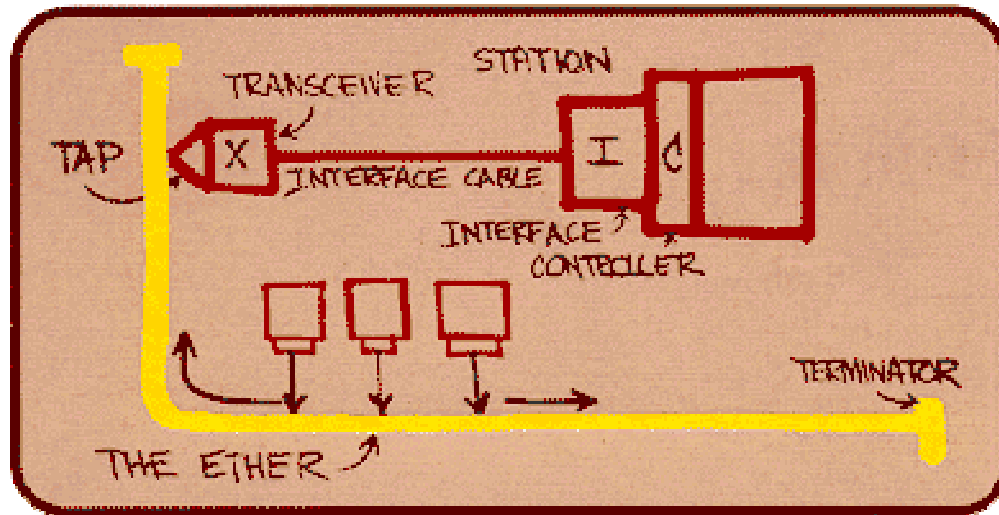 STATION
TRANSCEIVER
TAP
X
I
C
INTERFACE CABLE
INTERFACE
CONTROLLER
TERMINATOR
THE ETHER